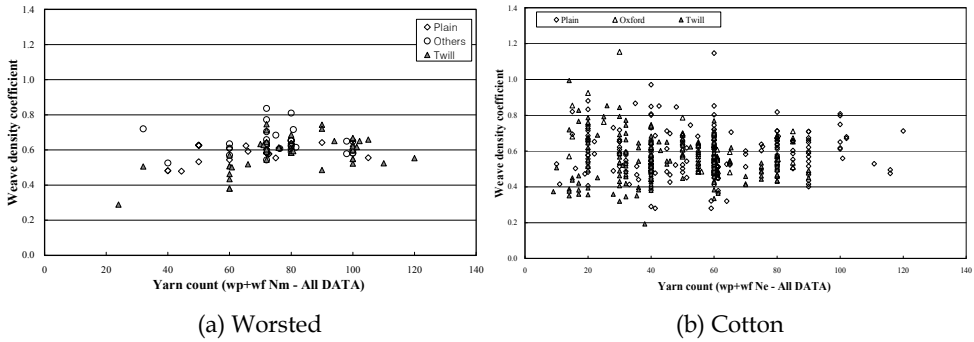 1.4
1.2
1.0
0.8
0.6
0.4
0.2
0.0
Weave density coefficient
Plain
Others
Twill
0 20 40 60 80 100 120 140
Yarn count (wp+wf Nm - All DATA)
(a) Worsted
1.4
1.2
1.0
0.8
0.6
0.4
0.2
0.0
Weave density coefficient
Plain Oxford Twill
0 20 40 60 80 100 120 140
Yarn count (wp+wf Ne - All DATA)
(b) Cotton